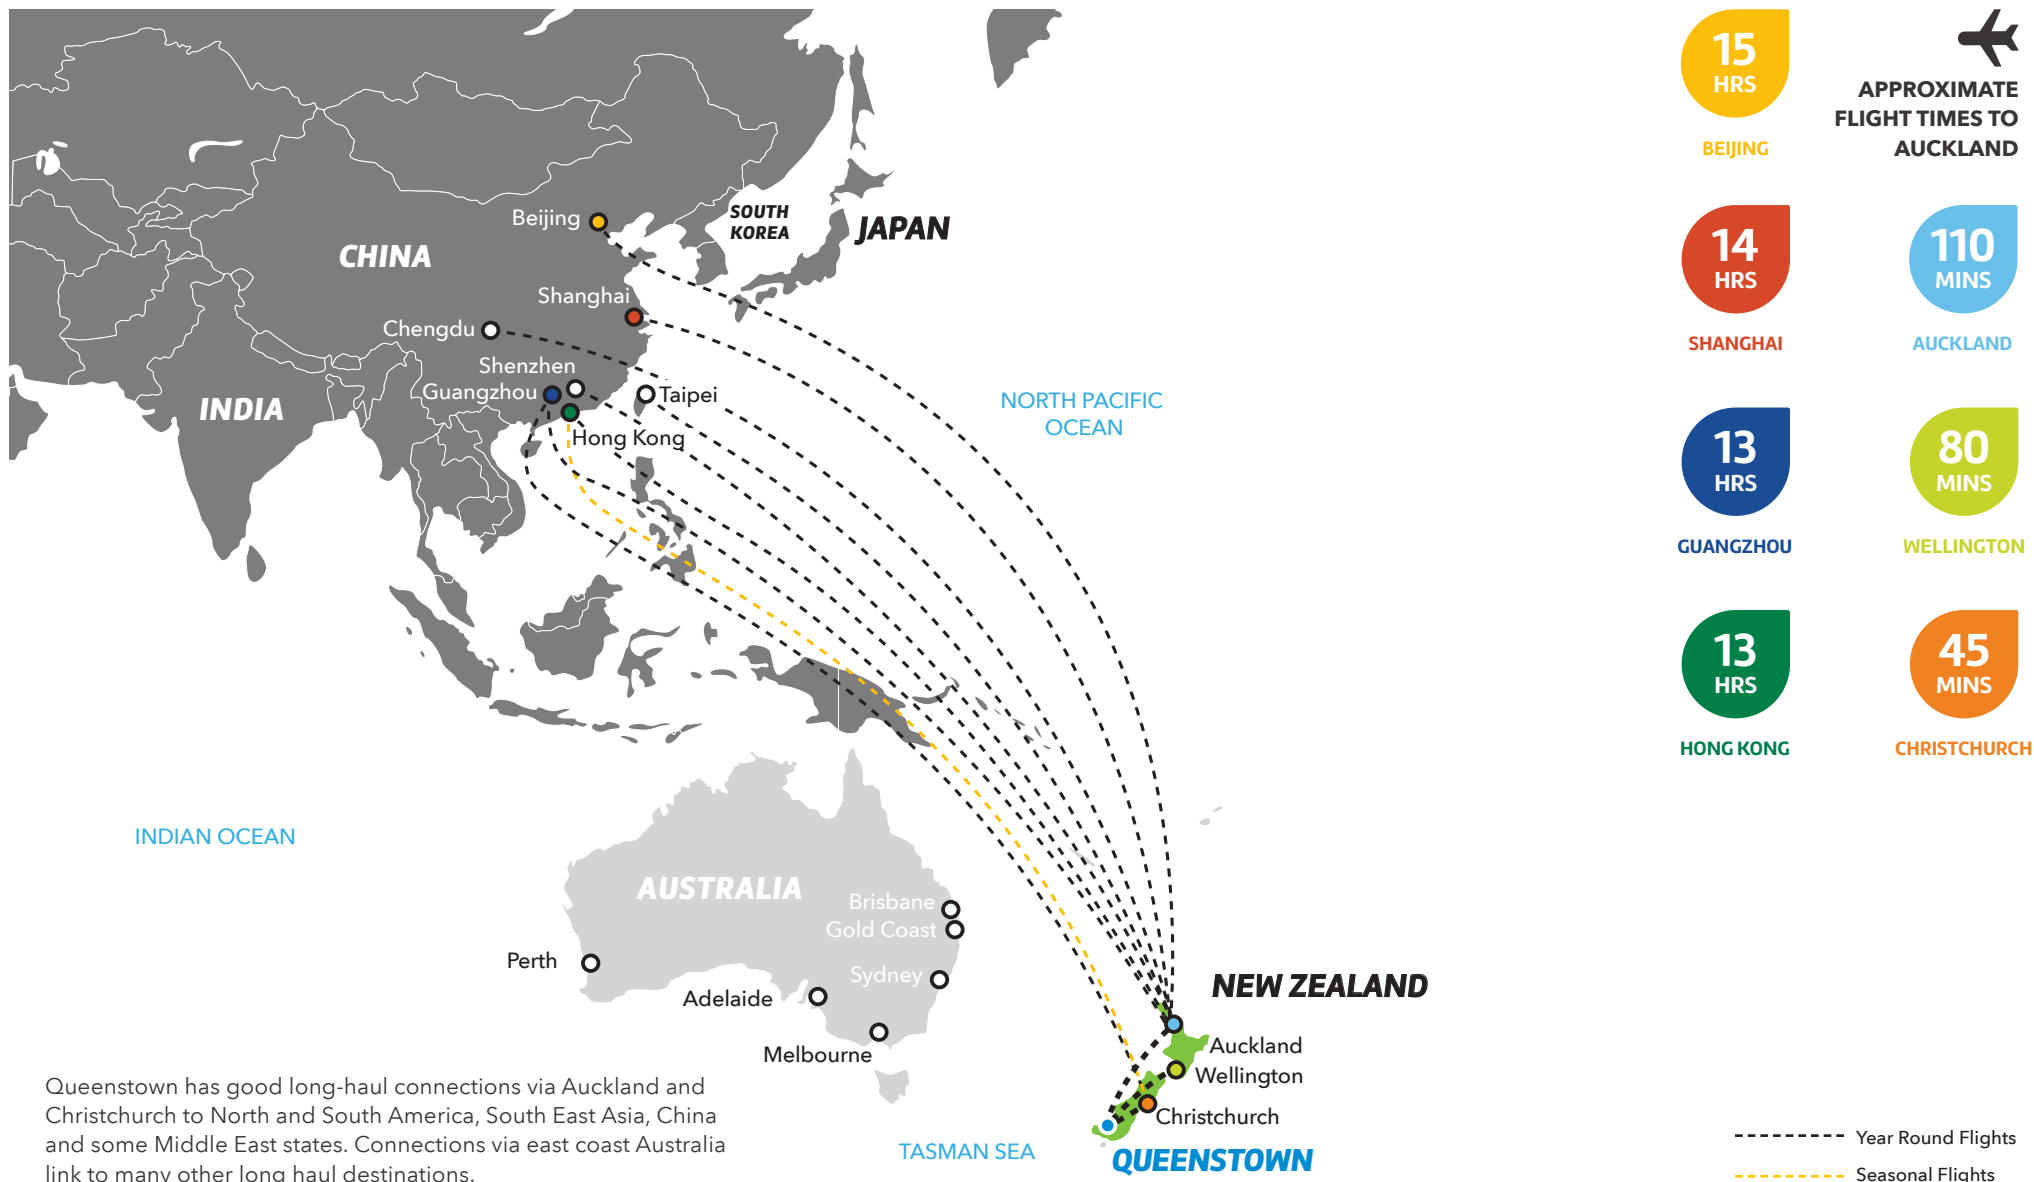 15
HRS
BEIJING
APPROXIMATE
FLIGHT TIMES TO
AUCKLAND
14
HRS
SHANGHAI
110
MINS
AUCKLAND
13
HRS
GUANGZHOU
80
MINS
WELLINGTON
13
HRS
HONG KONG
45
MINS
CHRISTCHURCH
Beijing
SOUTH
KOREA
JAPAN
CHINA
Shanghai
Chengdu
Shenzhen
Guangzhou
Taipei
INDIA
Hong Kong
NORTH PACIFIC
OCEAN
INDIAN OCEAN
AUSTRALIA
Brisbane
Gold Coast
Perth
Sydney
Adelaide
Melbourne
NEW ZEALAND
Auckland
Wellington
Christchurch
QUEENSTOWN
TASMAN SEA
Queenstown has good long-haul connections via Auckland and
Christchurch to North and South America, South East Asia, China
and some Middle East states. Connections via east coast Australia
link to many other long haul destinations.
Year Round Flights
Seasonal Flights